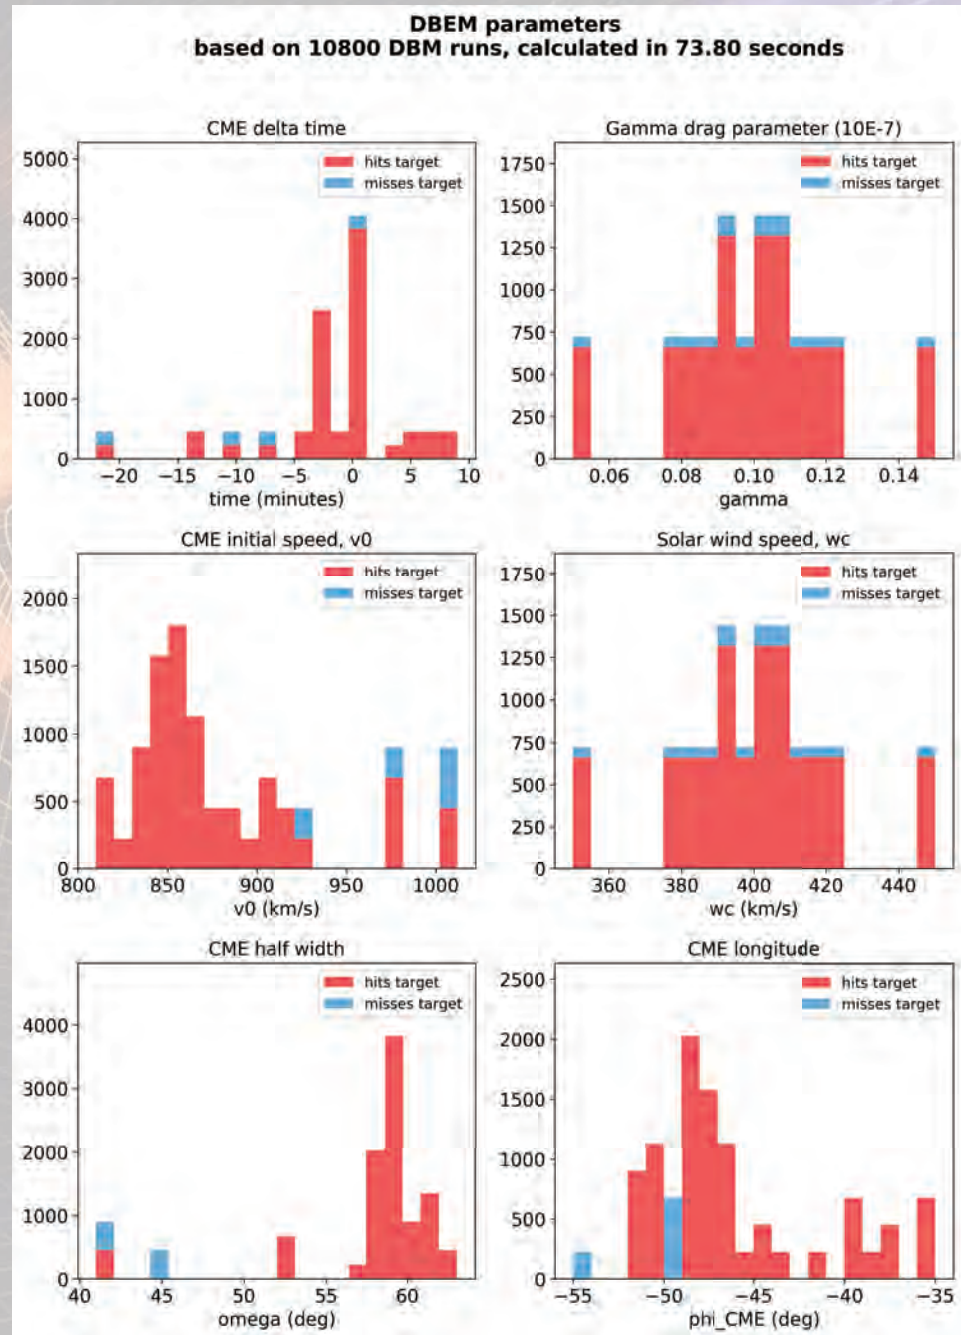 DBEM parameters
based on 10800 DBM runs, calculated in 73.80 seconds
CME delta time
5000
4000
3000
2000
1000
0
hits target
misses target
−20 −15 −10 −5 0 5 10
time (minutes)
Gamma drag parameter (10E-7)
1750
1500
1250
1000
750
500
250
0
hits target
misses target
0.06 0.08 0.10 0.12 0.14
gamma
CME initial speed, v0
2000
1500
1000
500
0
hits target
misses target
800 850 900 950 1000
v0 (km/s)
Solar wind speed, wc
1750
1500
1250
1000
750
500
250
0
hits target
misses target
360 380 400 420 440
wc (km/s)
CME half width
4000
3000
2000
1000
0
hits target
misses target
40 45 50 55 60
omega (deg)
CME longitude
2500
2000
1500
1000
500
0
hits target
misses target
−55 −50 −45 −40 −35
phi_CME (deg)